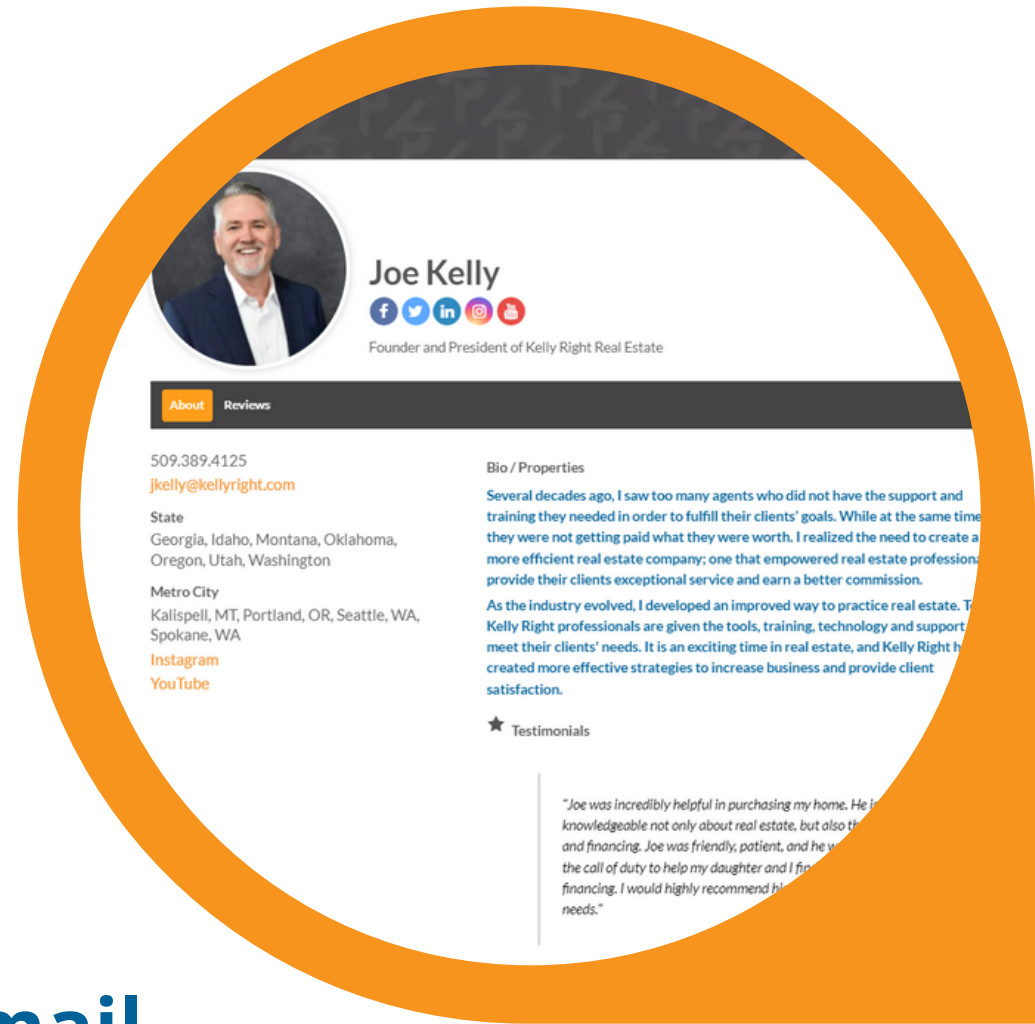 Joe Kelly
Founder and President of Kelly Right Real Estate
About Reviews
509.389.4125
jkelly@kellyright.com
State
Georgia, Idaho, Montana, Oklahoma,
Oregon, Utah, Washington
Metro City
Kalispell, MT, Portland, OR, Seattle, WA,
Spokane, WA
Instagram
YouTube
Bio / Properties
Several decades ago, I saw too many agents who did not have the support and
training they needed in order to fulfill their clients' goals. While at the same time
they were not getting paid what they were worth. I realized the need to create a
more efficient real estate company; one that empowered real estate
provide their clients exceptional service and earn a better commission.
As the industry evolved, I developed an improved way to practice real estate.
Kelly Right professionals are given the tools, training, technology and support
meet their clients' needs. It is an exciting time in real estate, and Kelly Right
created more effective strategies to increase business and provide client
satisfaction.
Testimonials
"Joe was incredibly helpful in purchasing my home. He
knowledgeable not only about real estate, but also
and financing. Joe was friendly, patient, and he
the call of duty to help my daughter and I
financing. I would highly recommend
needs."